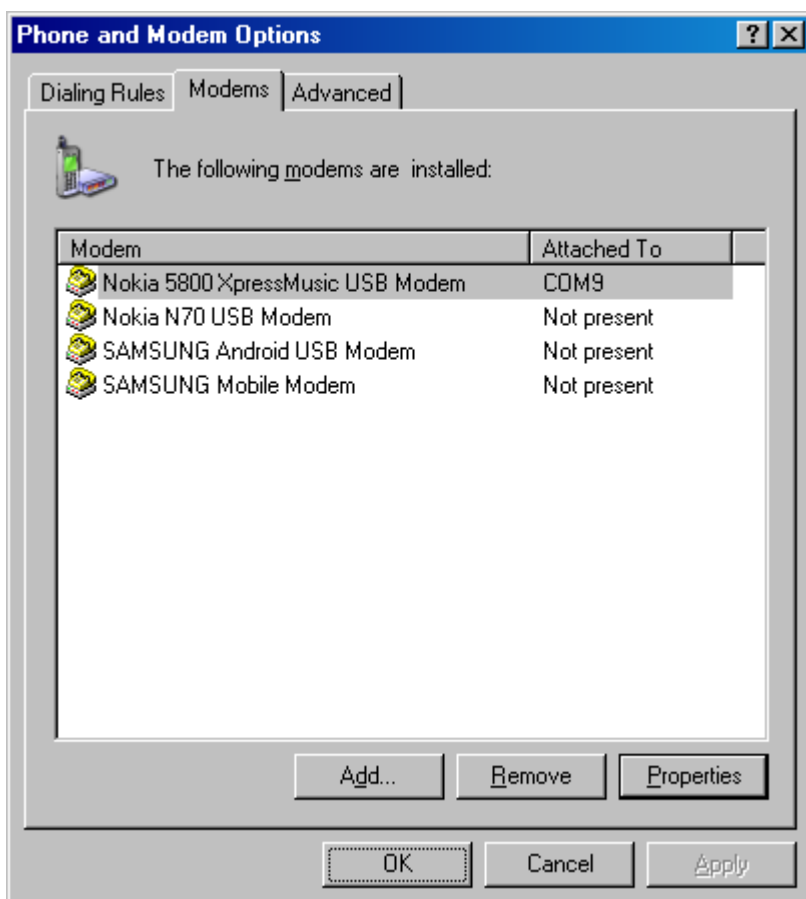 Phone and Modem Options
Dialing Rules Modems Advanced
The following modems are installed:
Modem Attached To
Nokia 5800 XpressMusic USB Modem COM9
Nokia N70 USB Modem Not present
SAMSUNG Android USB Modem Not present
SAMSUNG Mobile Modem Not present
Add... Remove Properties
OK Cancel Apply